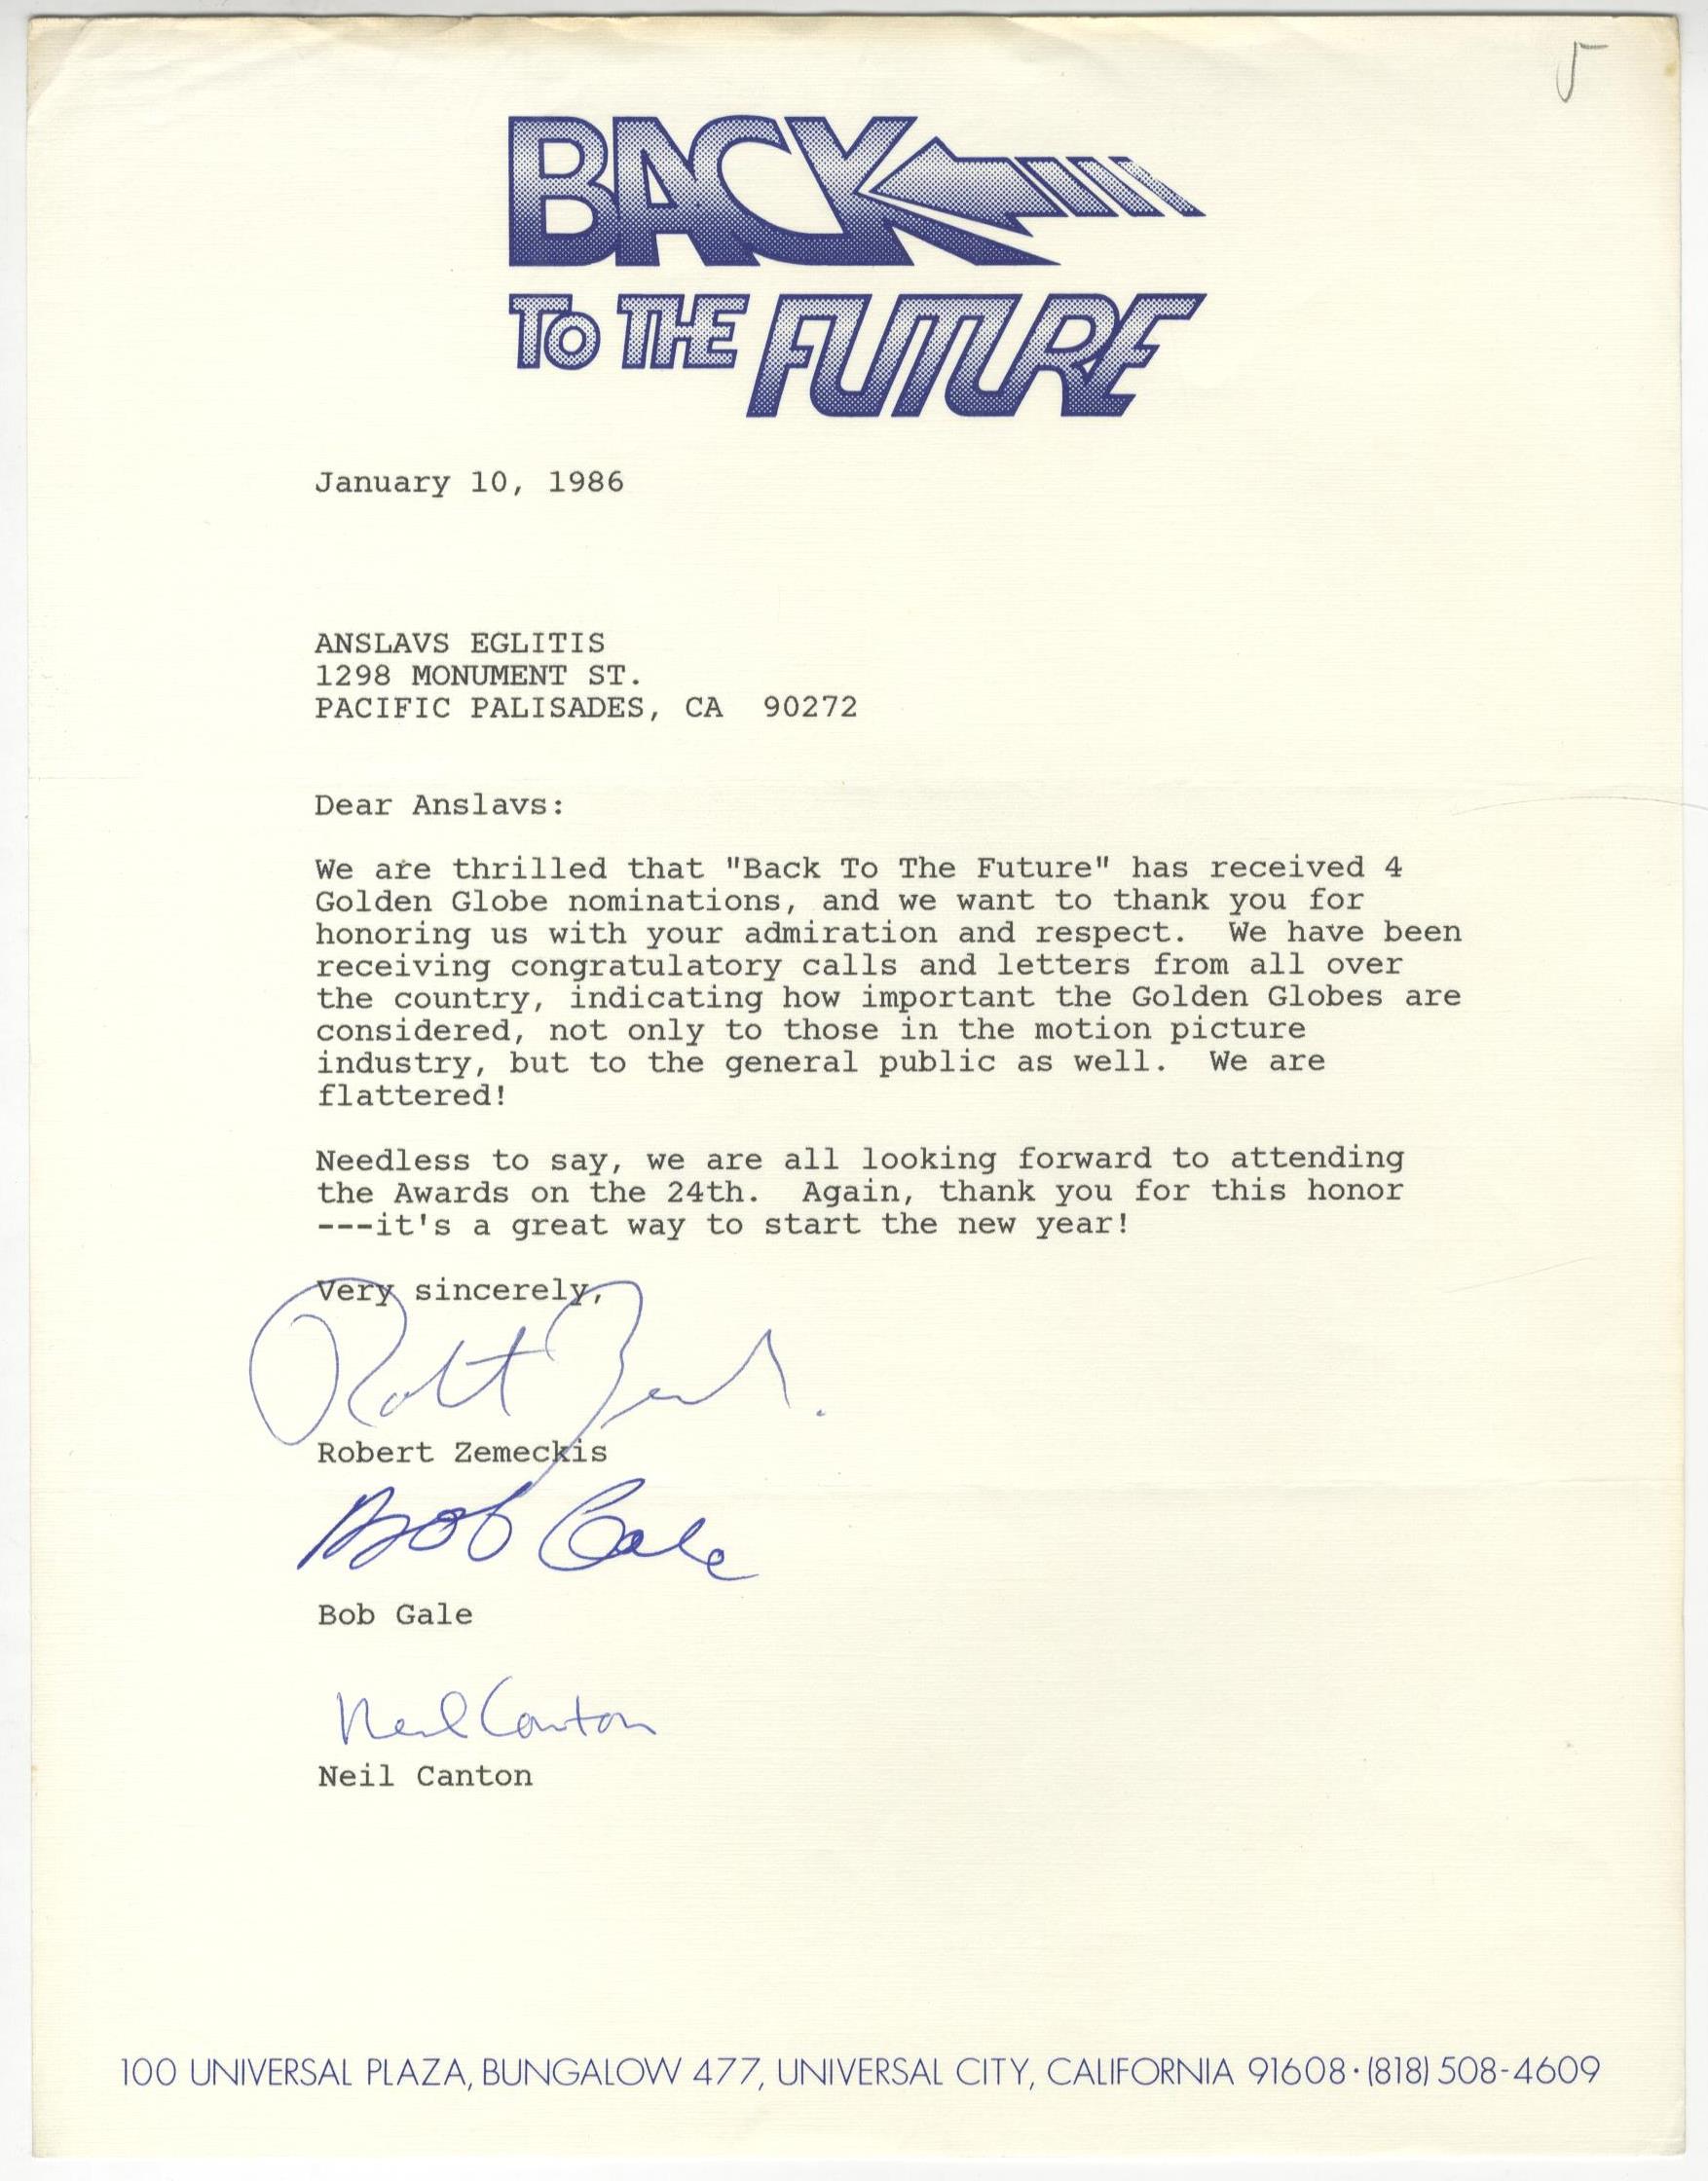 BACK
TO THE FUTURE
January 10, 1986
ANSLAVS EGLITIS
1298 MONUMENT ST.
PACIFIC PALISADES, CA  90272
Dear Anslavs:
We are thrilled that "Back To The Future" has received 4
Golden Globe nominations, and we want to thank you for
honoring us with your admiration and respect.  We have been
receiving congratulatory calls and letters from all over
the country, indicating how important the Golden Globes are
considered, not only to those in the motion picture
industry, but to the general public as well.  We are
flattered!
Needless to say, we are all looking forward to attending
the Awards on the 24th.  Again, thank you for this honor
---it's a great way to start the new year!
Very sincerely,
Robert Zemeckis
Bob Gale
Bob Gale
Neil Canton
Neil Canton
100 UNIVERSAL PLAZA, BUNGALOW 477, UNIVERSAL CITY, CALIFORNIA 91608 · (818) 508-4609